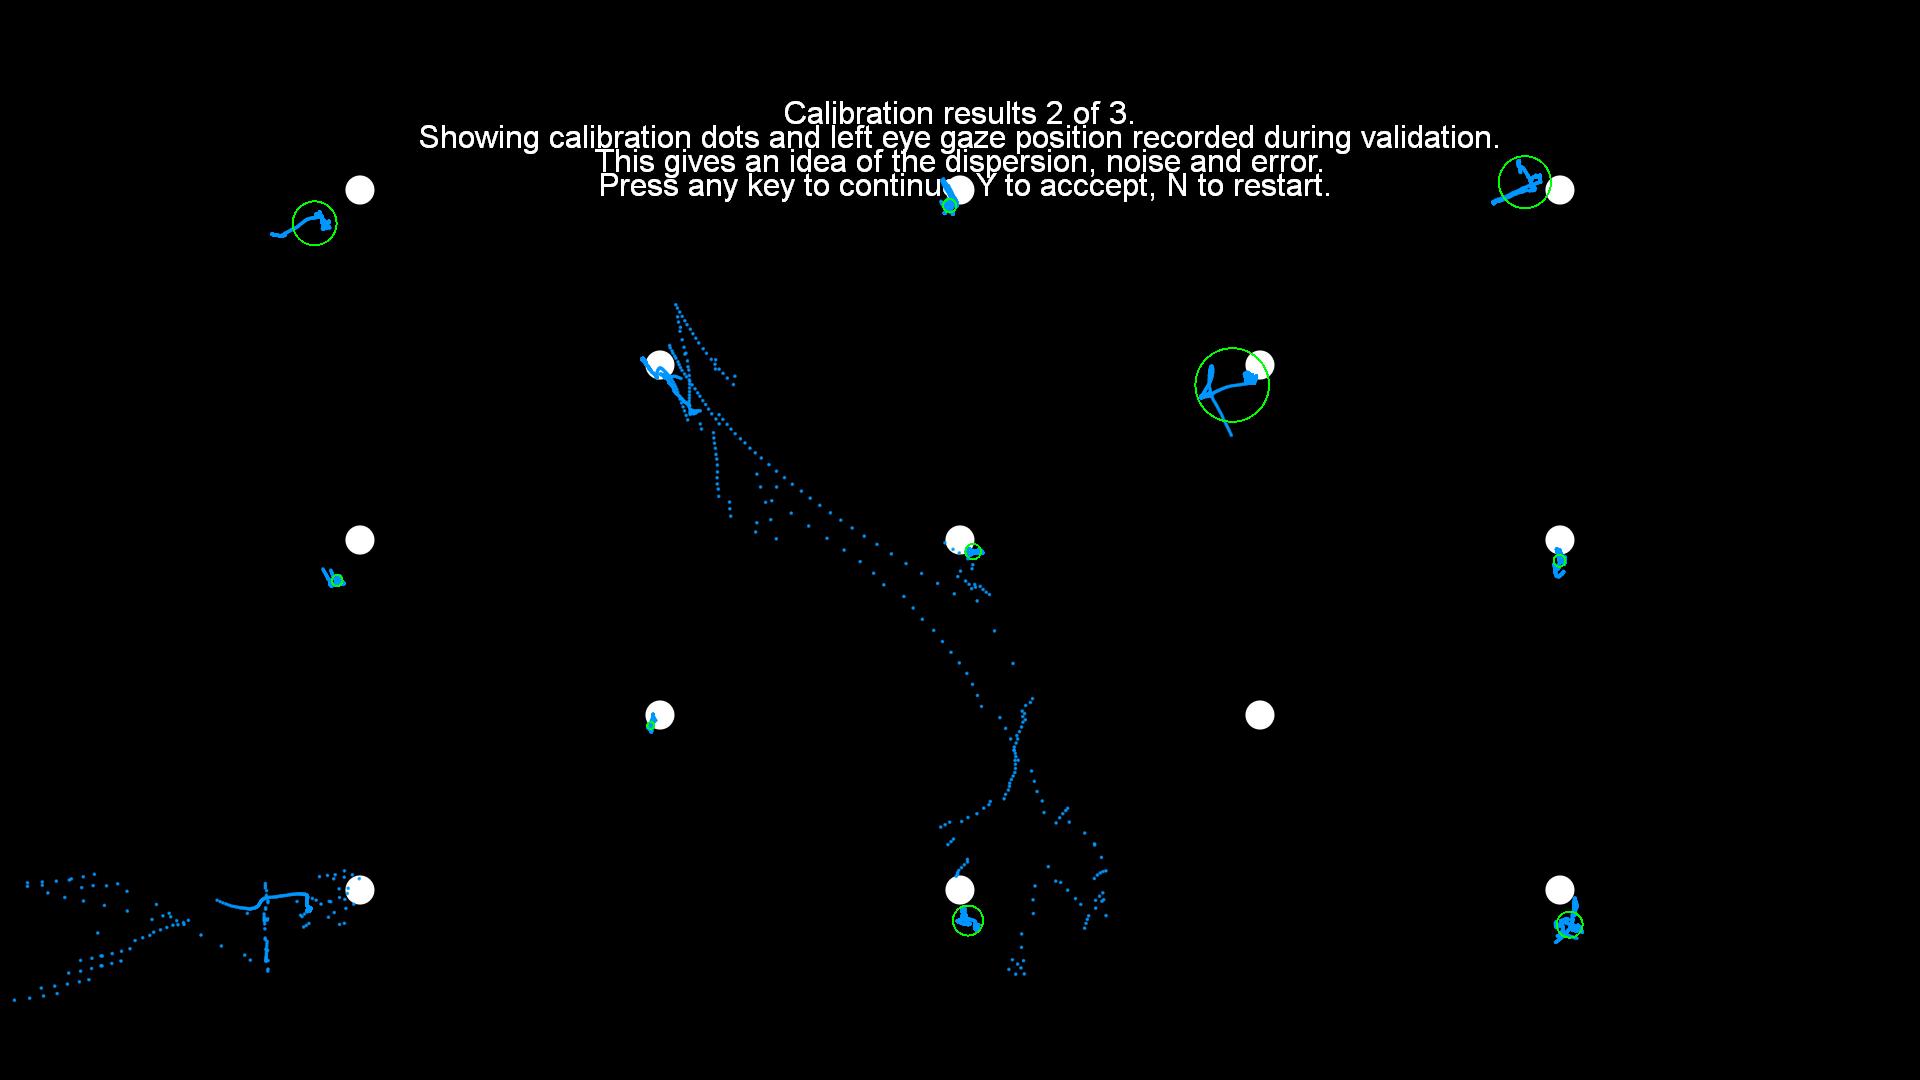 Calibration results 2 of 3.
Showing calibration dots and left eye gaze position recorded during validation.
This gives an idea of the dispersion, noise and error.
Press any key to continu Y to acccept, N to restart.